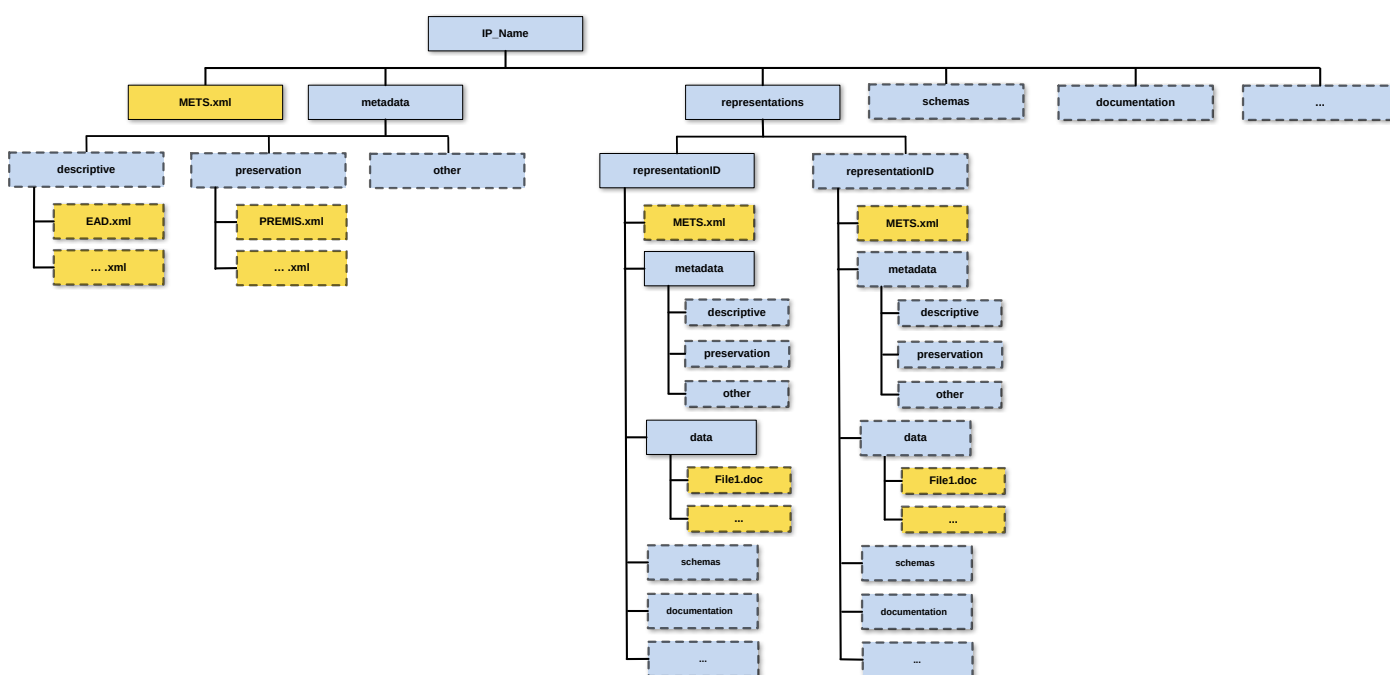 IP_Name
METS.xml
metadata
representations
schemas
documentation
...
descriptive
preservation
other
representationID
representationID
EAD.xml
PREMIS.xml
METS.xml
METS.xml
... .xml
... .xml
metadata
metadata
descriptive
descriptive
preservation
preservation
other
other
data
data
File1.doc
File1.doc
...
...
schemas
schemas
documentation
documentation
...
...